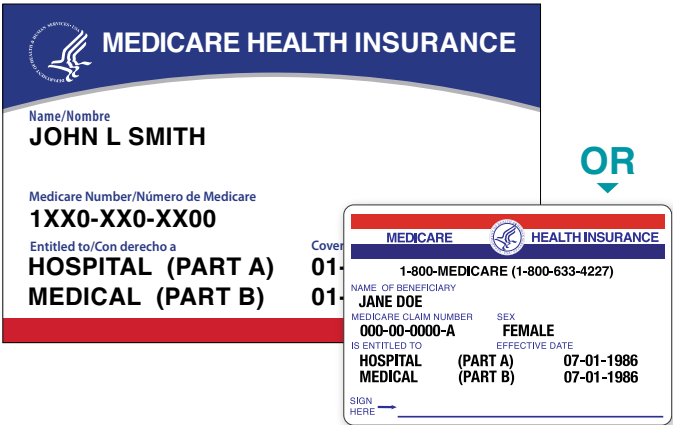 MEDICARE HEALTH INSURANCE
Name/Nombre
JOHN L SMITH
Medicare Number/Número de Medicare
1XX0-XX0-XX00
Entitled to/Con derecho a Cover
HOSPITAL (PART A) 01-
MEDICAL (PART B) 01-
OR
MEDICARE HEALTH INSURANCE
1-800-MEDICARE (1-800-633-4227)
NAME OF BENEFICIARY
JANE DOE
MEDICARE CLAIM NUMBER SEX
000-00-0000-A FEMALE
IS ENTITLED TO EFFECTIVE DATE
HOSPITAL (PART A) 07-01-1986
MEDICAL (PART B) 07-01-1986
SIGN
HERE